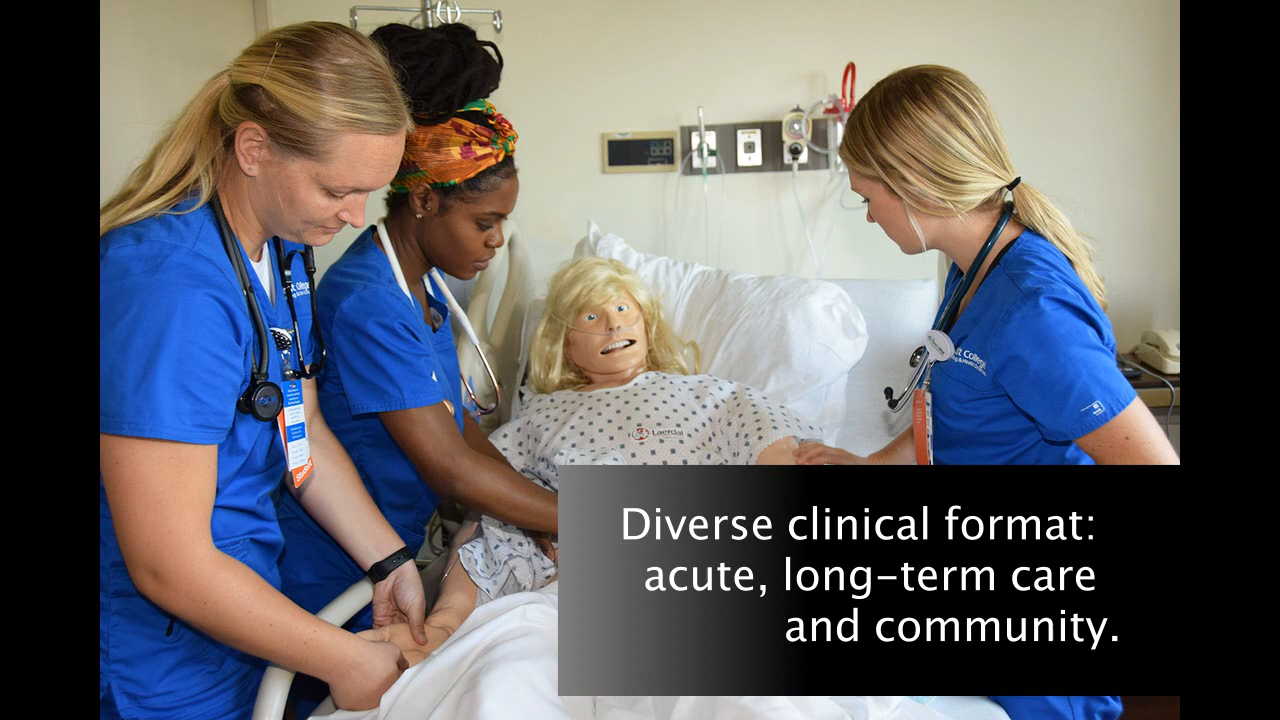 Laerdal
Diverse clinical format:
acute, long-term care
and community.